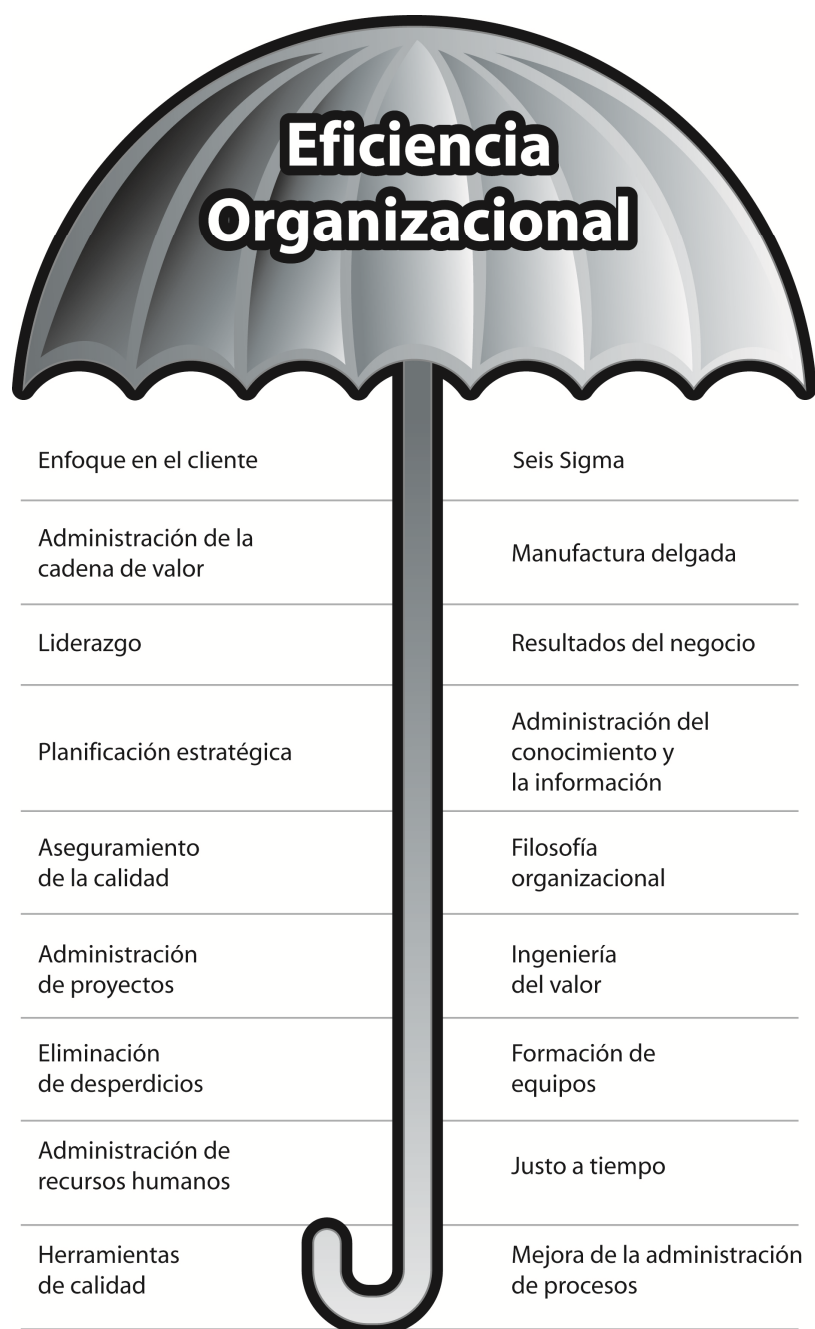 Eficiencia
Organizacional
Enfoque en el cliente
Seis Sigma
Administración de la
cadena de valor
Manufactura delgada
Liderazgo
Resultados del negocio
Planificación estratégica
Administración del
conocimiento y
la información
Aseguramiento
de la calidad
Filosofía
organizacional
Administración
de proyectos
Ingeniería
del valor
Eliminación
de desperdicios
Formación de
equipos
Administración de
recursos humanos
Justo a tiempo
Herramientas
de calidad
Mejora de la administración
de procesos